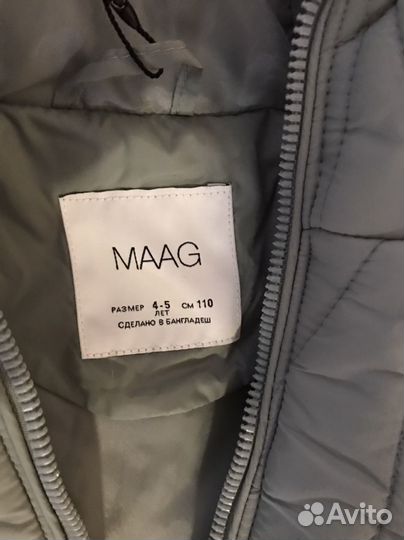 MAAG
РАЗМЕР 4-5 СМ 110
ЛЕТ
СДЕЛАНО В БАНГЛАДЕШ
Avito